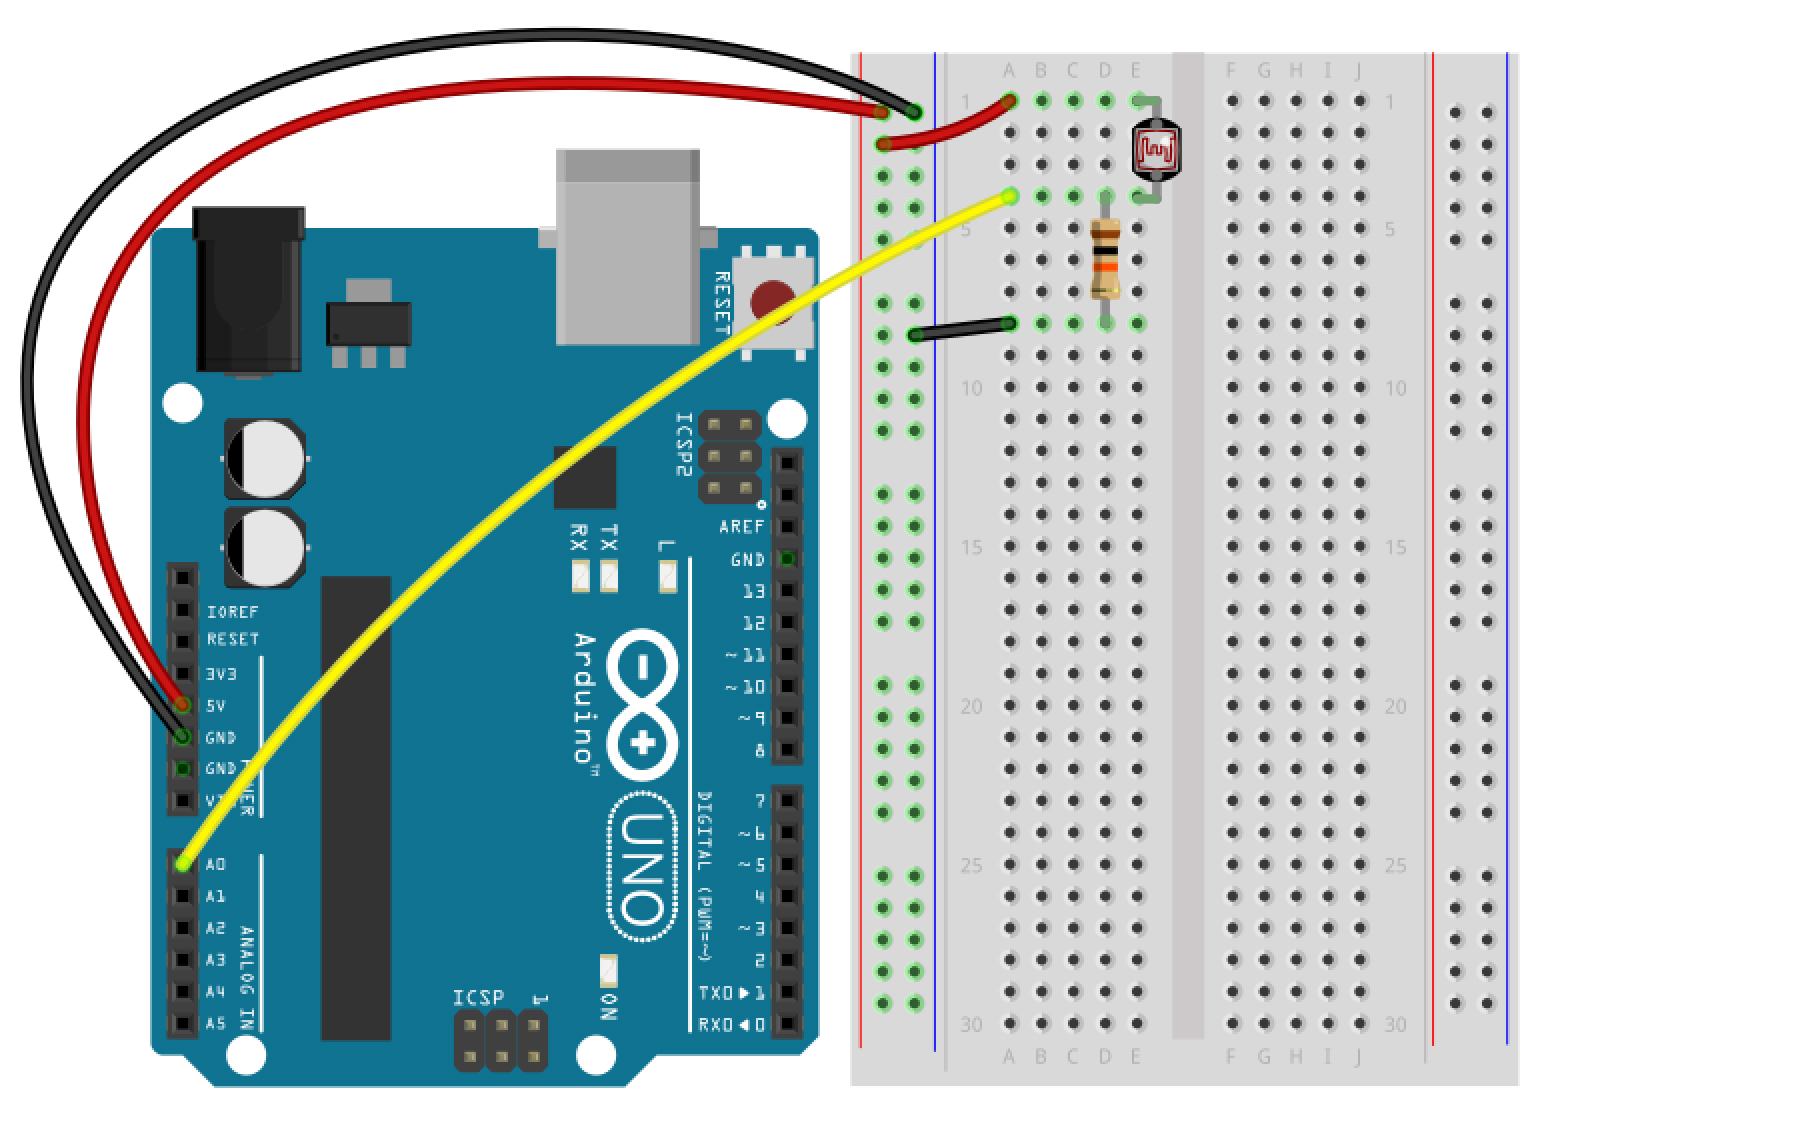 RESET
ICSP2
AREF
GND
13
12
~11
~10
~9
8
7
~6
~5
4
~3
2
TX0▶1
RX0◀0
RX
TX
L
Arduino™
UNO
DIGITAL (PWM=~)
ON
ICSP
1
IOREF
RESET
3V3
5V
GND
GND
A0
A1
A2
A3
A4
A5
ANALOG IN
A B C D E F G H I J
1 1
5 5
10 10
15 15
20 20
25 25
30 30
A B C D E F G H I J